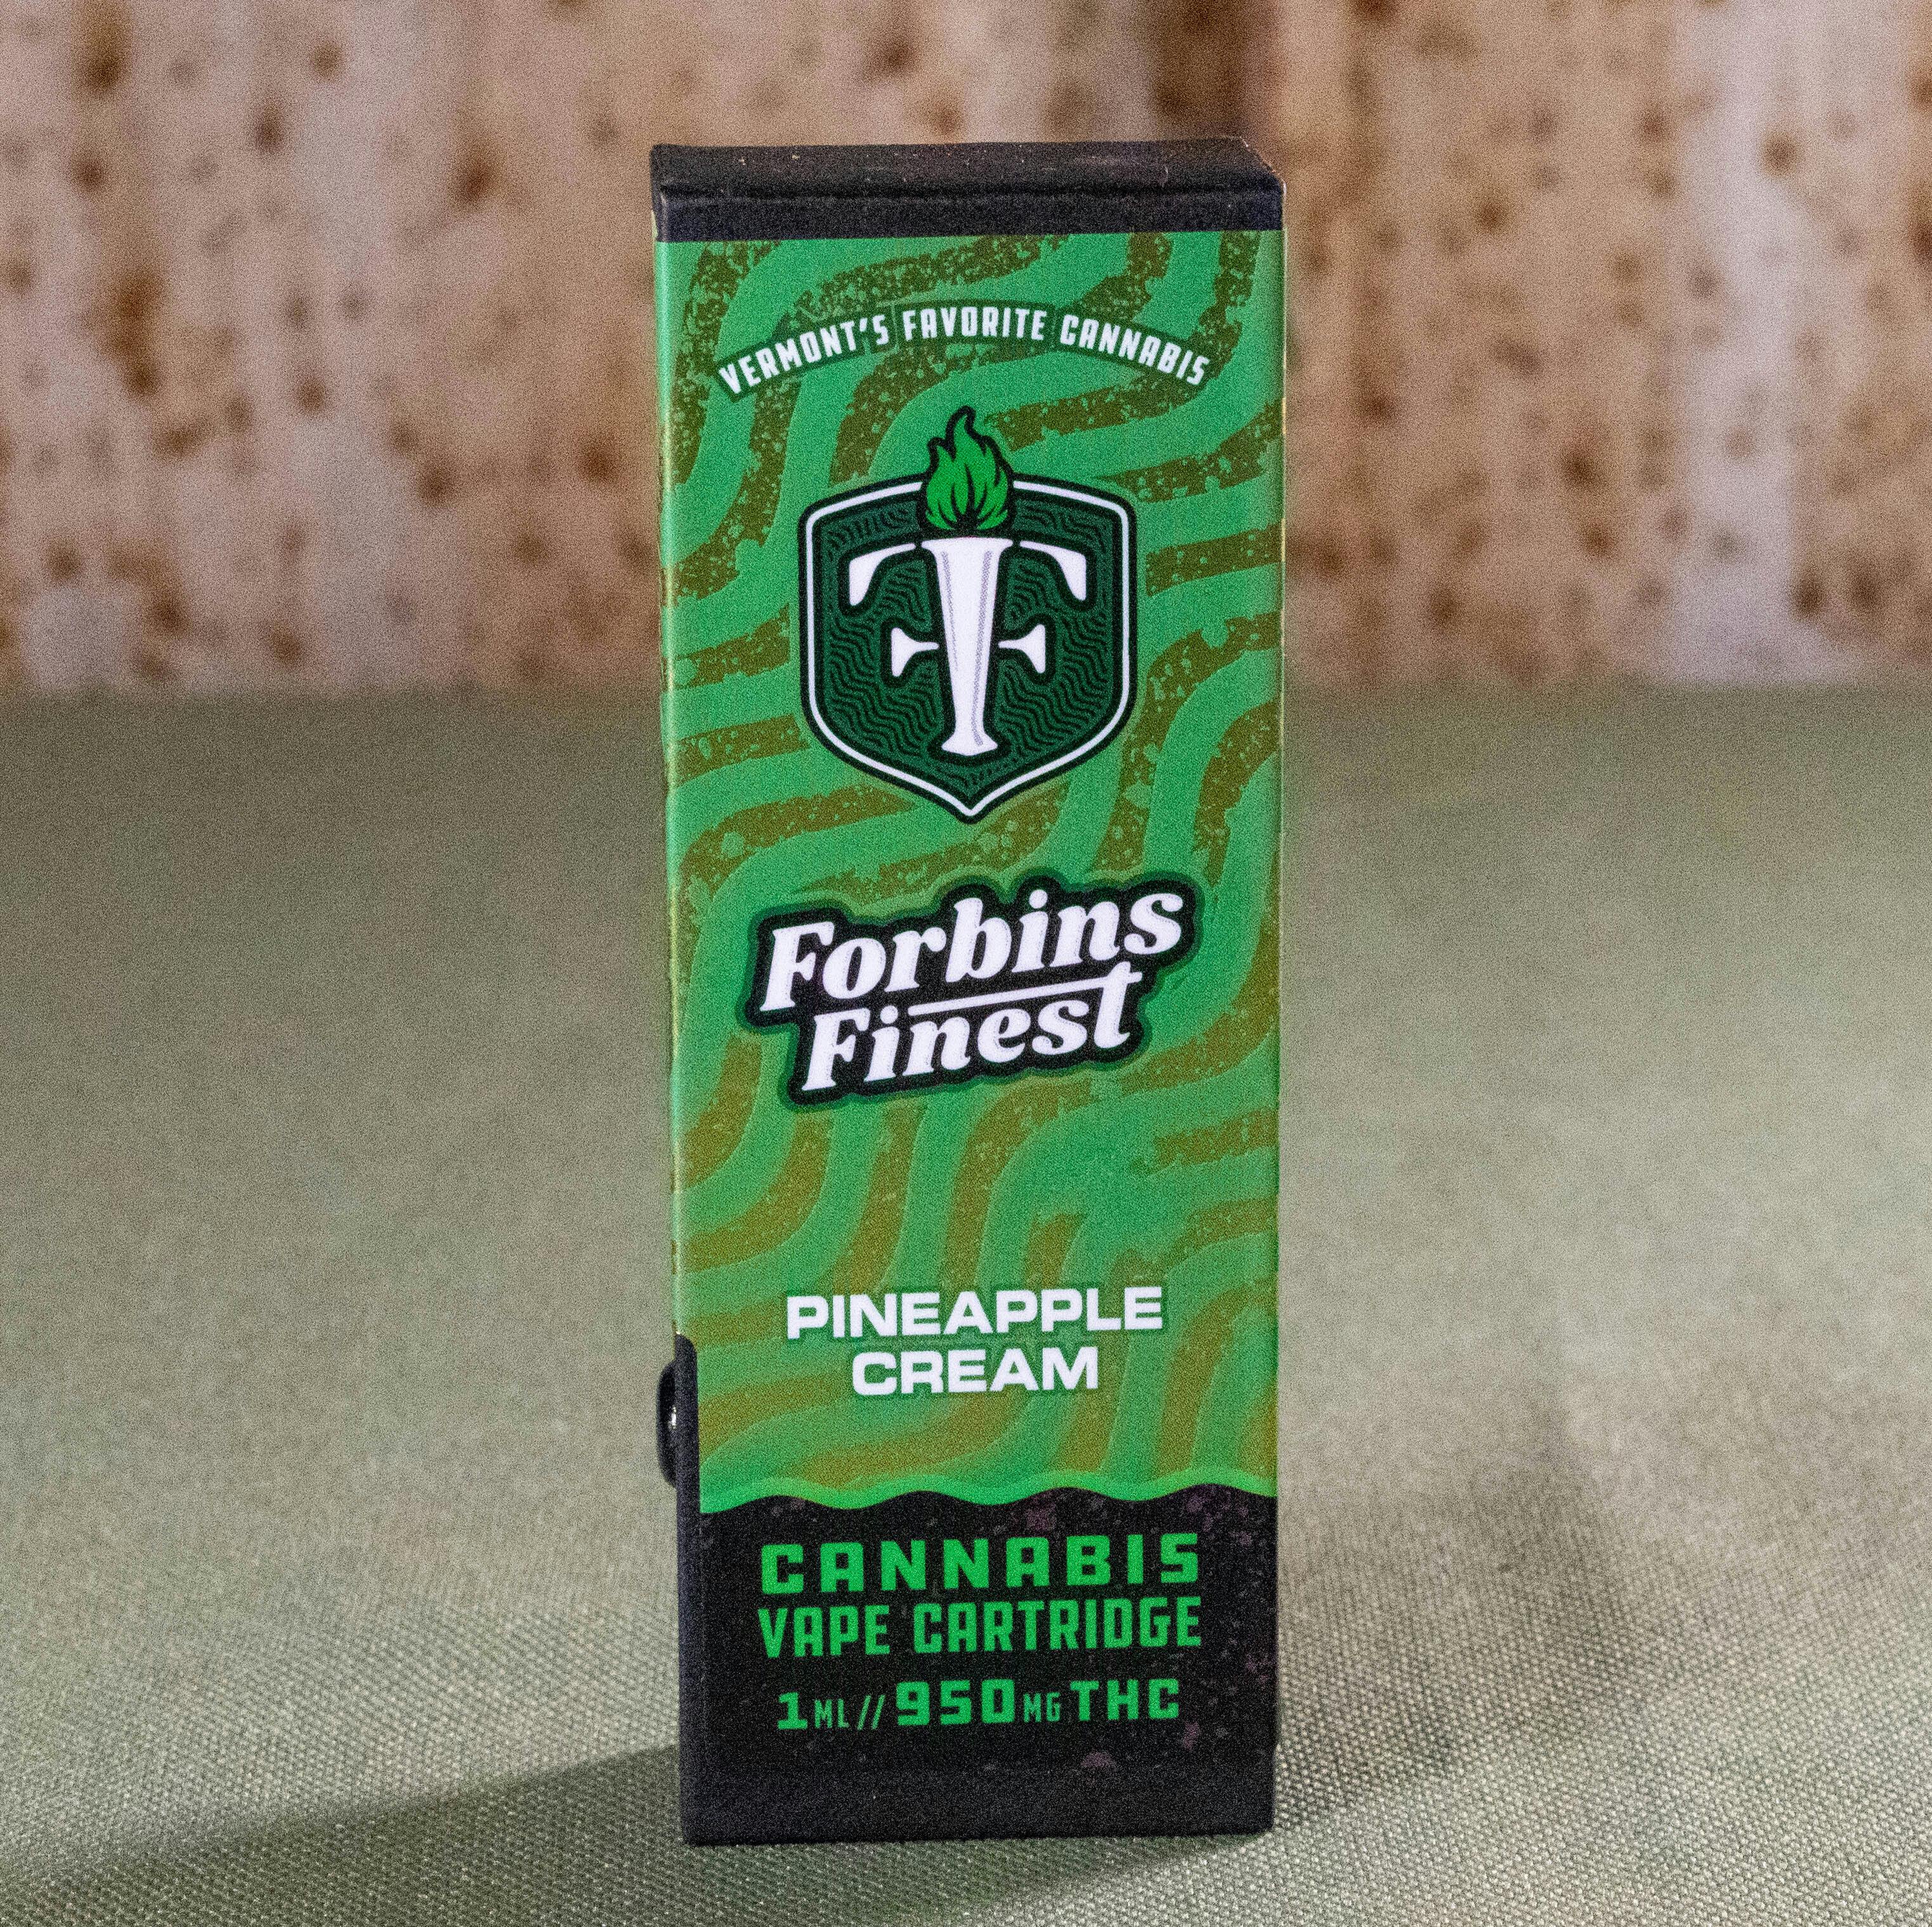 VERMONT'S FAVORITE CANNABIS
F
Forbins
Finest
PINEAPPLE
CREAM
CANNABIS
VAPE CARTRIDGE
1ML // 950MG THC